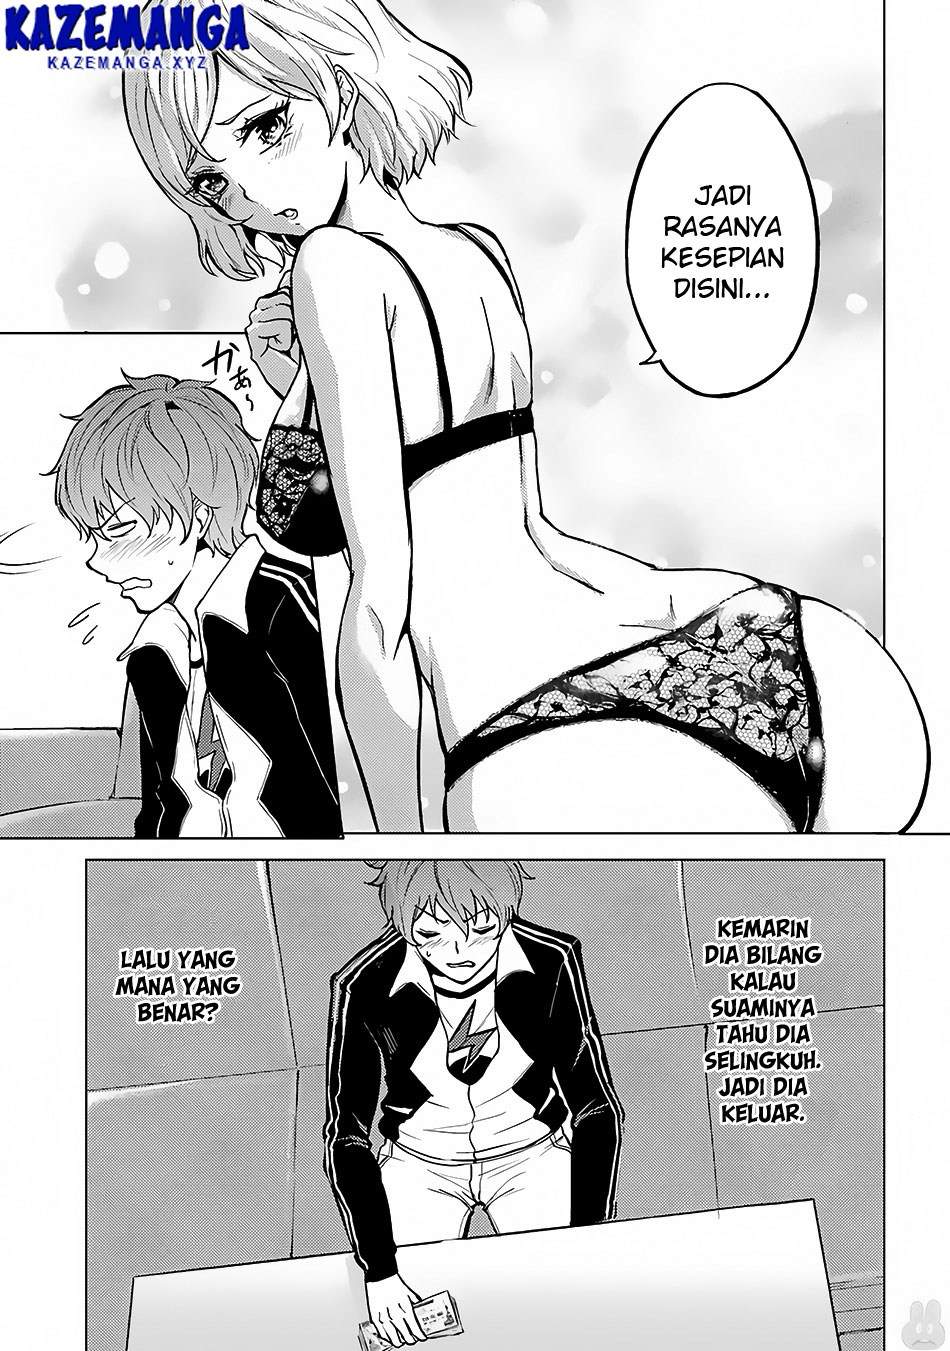 KAZEMANGA
KAZEMANGA.XYZ
JADI
RASANYA
KESEPIAN
DISINI...
かぁ〜
KEMARIN
DIA BILANG
KALAU
SUAMINYA
TAHU DIA
SELINGKUH.
JADI DIA
KELUAR.
LALU YANG
MANA YANG
BENAR?